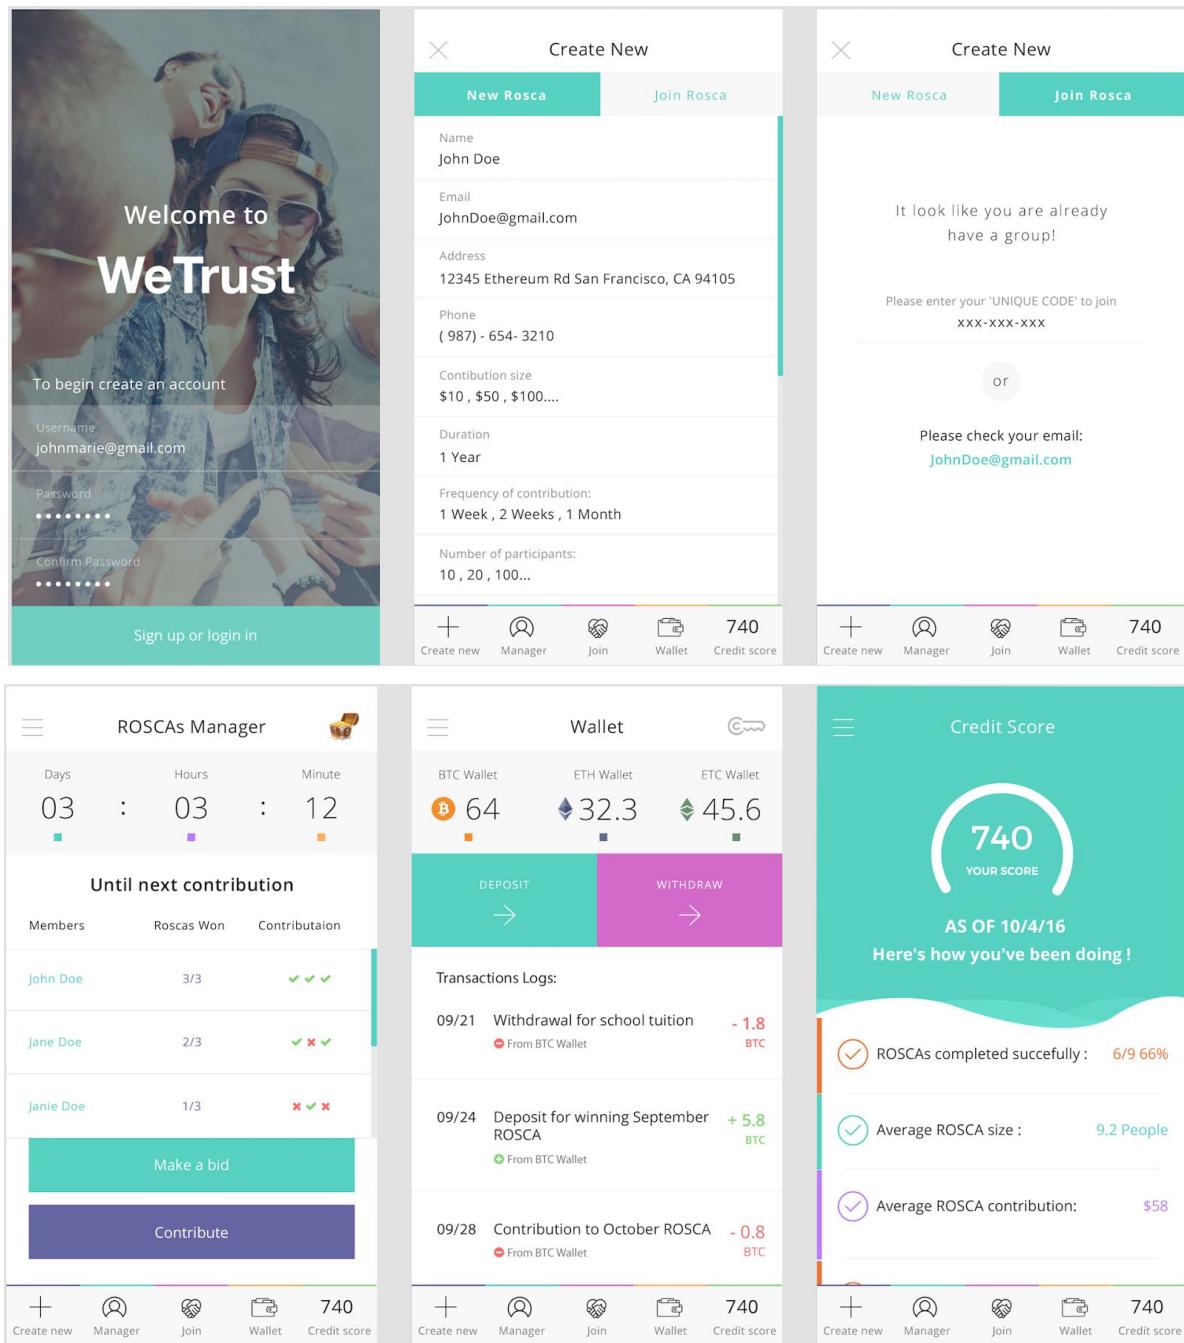 Welcome to
WeTrust
To begin create an account
Username
johnmarie@gmail.com
Password
Confirm Password
Sign up or login in
Create New
New Rosca
Join Rosca
Name
John Doe
Email
JohnDoe@gmail.com
Address
12345 Ethereum Rd San Francisco, CA 94105
Phone
( 987) - 654- 3210
Contibution size
$10 , $50 , $100....
Duration
1 Year
Frequency of contribution:
1 Week , 2 Weeks , 1 Month
Number of participants:
10 , 20 , 100...
Create new
Manager
Join
Wallet
740
Credit score
Create New
New Rosca
Join Rosca
It look like you are already
have a group!
Please enter your 'UNIQUE CODE' to join
xxx-xxx-xxx
or
Please check your email:
JohnDoe@gmail.com
Create new
Manager
Join
Wallet
740
Credit score
ROSCAs Manager
Days Hours Minute
03 : 03 : 12
Until next contribution
Members Roscas Won Contributaion
John Doe 3/3
Jane Doe 2/3
Janie Doe 1/3
Make a bid
Contribute
Create new
Manager
Join
Wallet
740
Credit score
Wallet
BTC Wallet ETH Wallet ETC Wallet
64 32.3 45.6
DEPOSIT
WITHDRAW
Transactions Logs:
09/21 Withdrawal for school tuition - 1.8
From BTC Wallet BTC
09/24 Deposit for winning September + 5.8
ROSCA BTC
From BTC Wallet
09/28 Contribution to October ROSCA - 0.8
From BTC Wallet BTC
Create new
Manager
Join
Wallet
740
Credit score
Credit Score
740
YOUR SCORE
AS OF 10/4/16
Here's how you've been doing !
ROSCAs completed succefully : 6/9 66%
Average ROSCA size : 9.2 People
Average ROSCA contribution: $58
Create new
Manager
Join
Wallet
740
Credit score